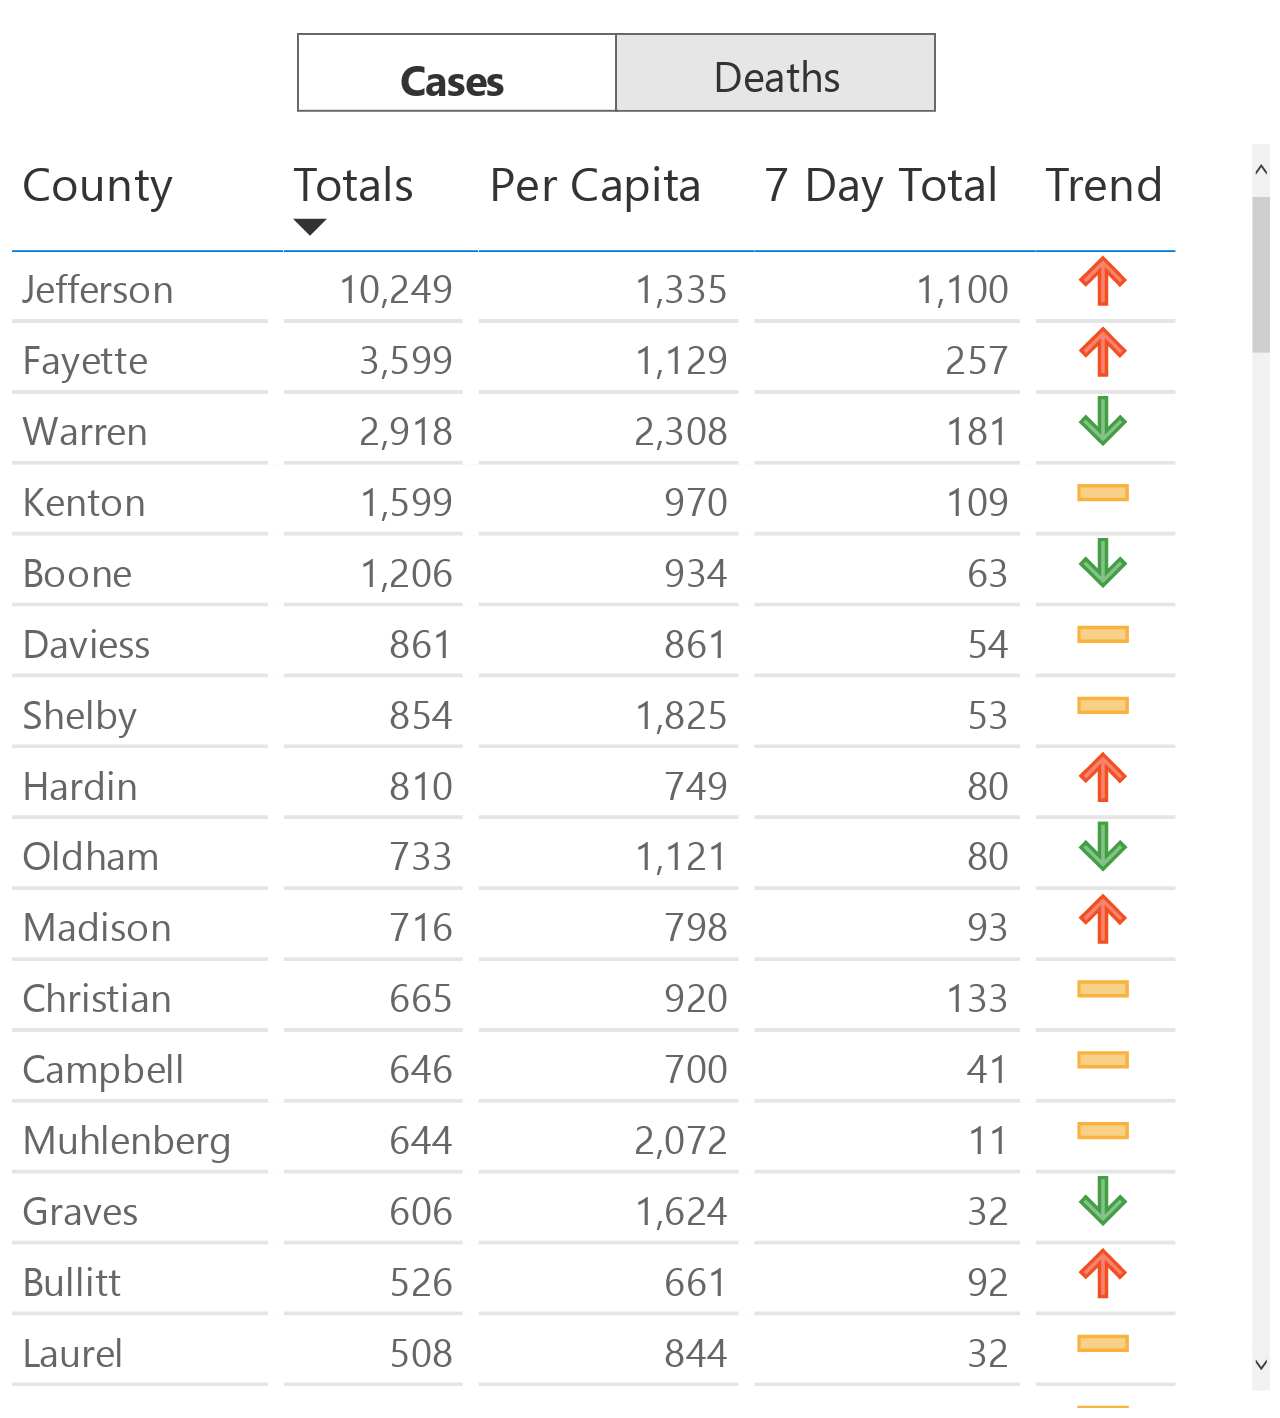 Cases Deaths
County Totals Per Capita 7 Day Total Trend
Jefferson 10,249 1,335 1,100
Fayette 3,599 1,129 257
Warren 2,918 2,308 181
Kenton 1,599 970 109
Boone 1,206 934 63
Daviess 861 861 54
Shelby 854 1,825 53
Hardin 810 749 80
Oldham 733 1,121 80
Madison 716 798 93
Christian 665 920 133
Campbell 646 700 41
Muhlenberg 644 2,072 11
Graves 606 1,624 32
Bullitt 526 661 92
Laurel 508 844 32